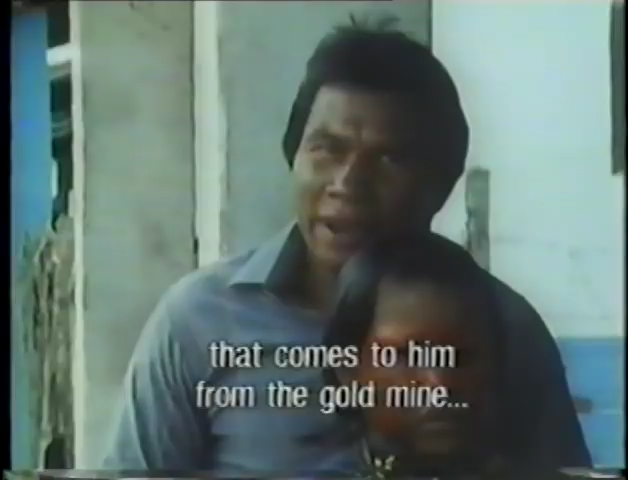 that comes to him
from the gold mine...